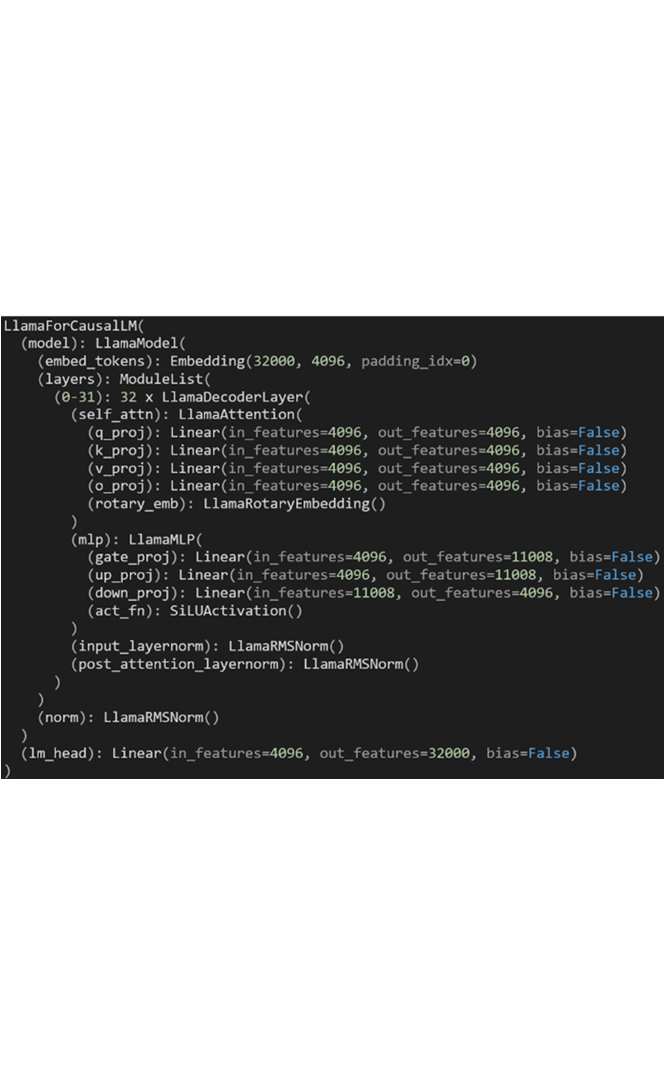 LlamaForCausalLM(
  (model): LlamaModel(
    (embed_tokens): Embedding(32000, 4096, padding_idx=0)
    (layers): ModuleList(
      (0-31): 32 x LlamaDecoderLayer(
        (self_attn): LlamaAttention(
          (q_proj): Linear(in_features=4096, out_features=4096, bias=False)
          (k_proj): Linear(in_features=4096, out_features=4096, bias=False)
          (v_proj): Linear(in_features=4096, out_features=4096, bias=False)
          (o_proj): Linear(in_features=4096, out_features=4096, bias=False)
          (rotary_emb): LlamaRotaryEmbedding()
        )
        (mlp): LlamaMLP(
          (gate_proj): Linear(in_features=4096, out_features=11008, bias=False)
          (up_proj): Linear(in_features=4096, out_features=11008, bias=False)
          (down_proj): Linear(in_features=11008, out_features=4096, bias=False)
          (act_fn): SiLUActivation()
        )
        (input_layernorm): LlamaRMSNorm()
        (post_attention_layernorm): LlamaRMSNorm()
      )
    )
    (norm): LlamaRMSNorm()
  )
  (lm_head): Linear(in_features=4096, out_features=32000, bias=False)
)